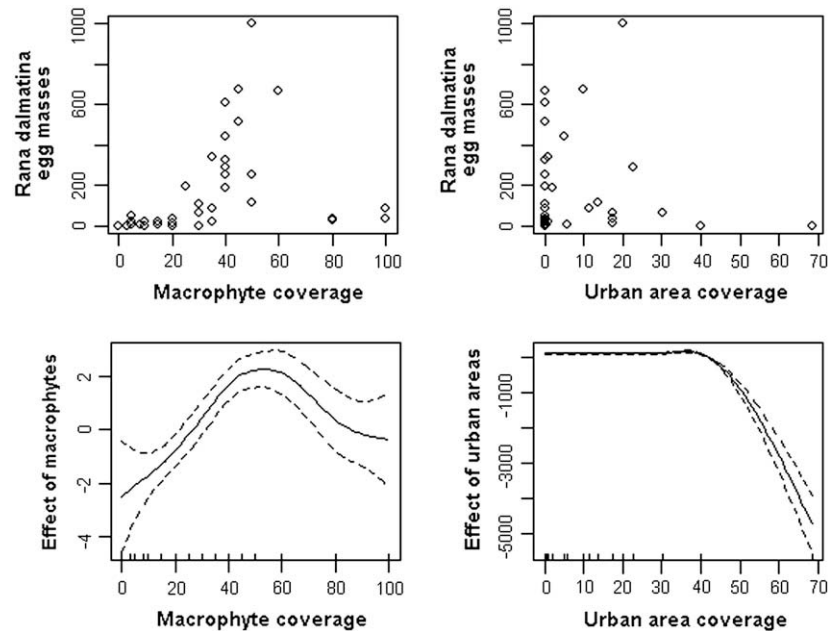 Rana dalmatina
egg masses
0 200 600 1000
0 20 40 60 80 100
Macrophyte coverage
Rana dalmatina
egg masses
0 200 600 1000
0 10 20 30 40 50 60 70
Urban area coverage
Effect of macrophytes
-4 -2 0 2
0 20 40 60 80 100
Macrophyte coverage
Effect of urban areas
-5000 -3000 -1000
0 10 20 30 40 50 60 70
Urban area coverage